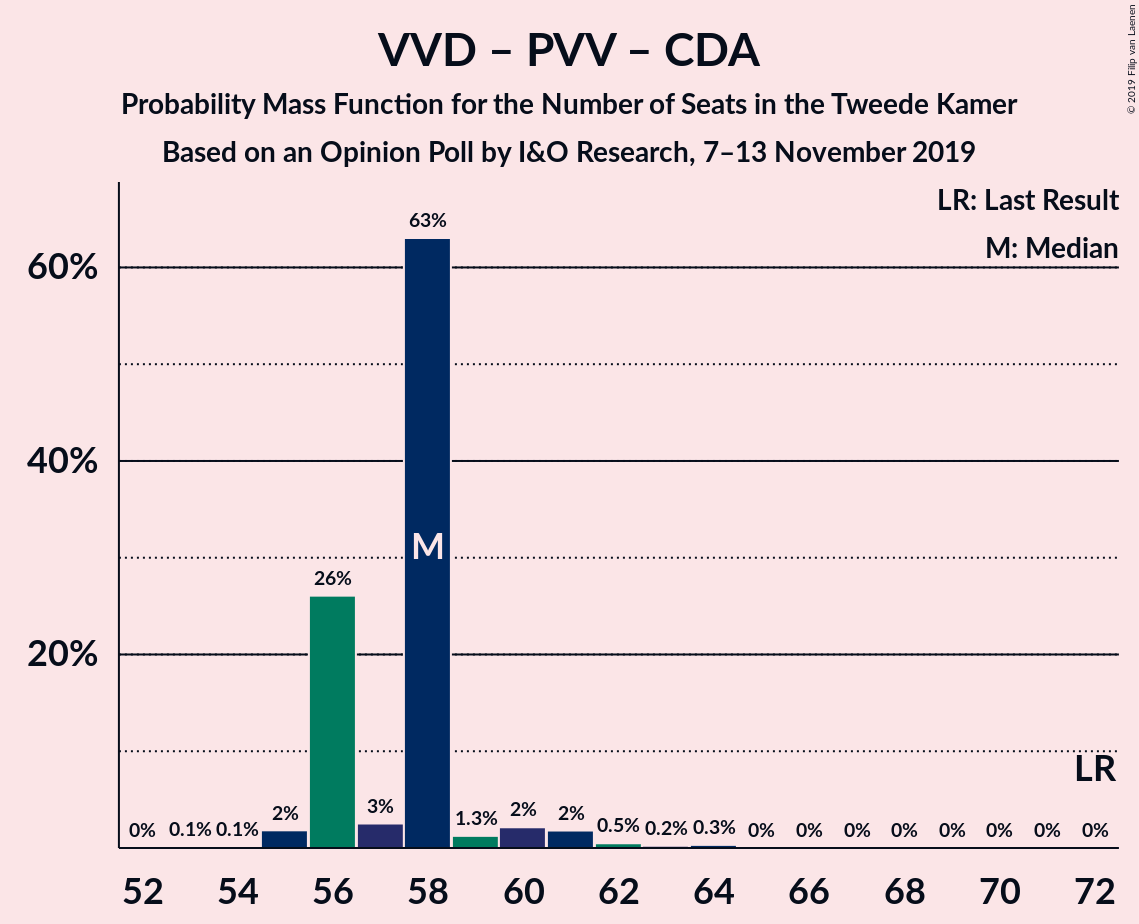 VVD – PVV – CDA
Probability Mass Function for the Number of Seats in the Tweede Kamer
Based on an Opinion Poll by I&O Research, 7–13 November 2019
© 2019 Filip van Laenen
LR: Last Result
M: Median
60%
40%
20%
0% 0.1% 0.1% 2% 26% 3% 63% 1.3% 2% 2% 0.5% 0.2% 0.3% 0% 0% 0% 0% 0% 0% 0% 0%
M
LR
52 54 56 58 60 62 64 66 68 70 72